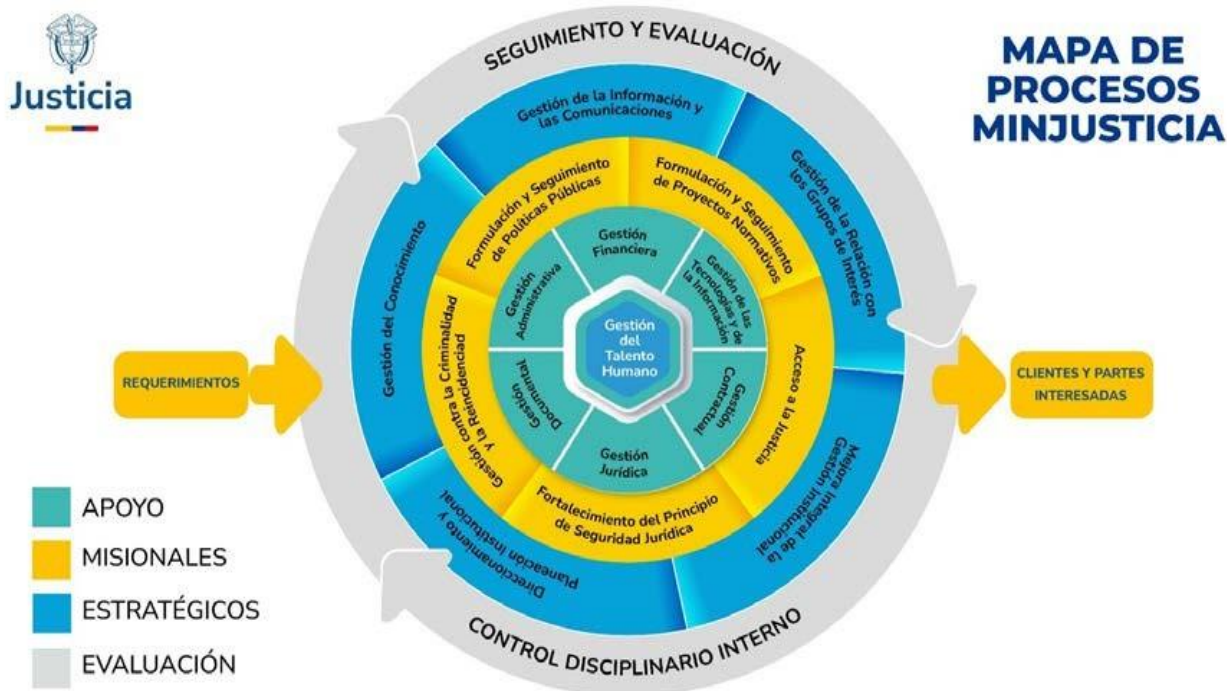 Justicia
MAPA DE
PROCESOS
MINJUSTICIA
SEGUIMIENTO Y EVALUACIÓN
Gestión de la Información y
las Comunicaciones
Gestión de la Relación con
los Grupos de Interés
Mejora Integral de la
Gestión Institucional
Direccionamiento y
Planeación Institucional
Gestión del Conocimiento
Formulación y Seguimiento
de Políticas Públicas
Formulación y Seguimiento
de Proyectos Normativos
Acceso a la Justicia
Fortalecimiento del Principio
de Seguridad Jurídica
Gestión contra la Criminalidad
y la Reincidenciad
Gestión
Financiera
Gestión de las
Tecnologías y de
la Información
Gestión
Contractual
Gestión
Jurídica
Gestión
Documental
Gestión
Administrativa
Gestión
del
Talento
Humano
REQUERIMIENTOS
CLIENTES Y PARTES
INTERESADAS
CONTROL DISCIPLINARIO INTERNO
APOYO
MISIONALES
ESTRATÉGICOS
EVALUACIÓN